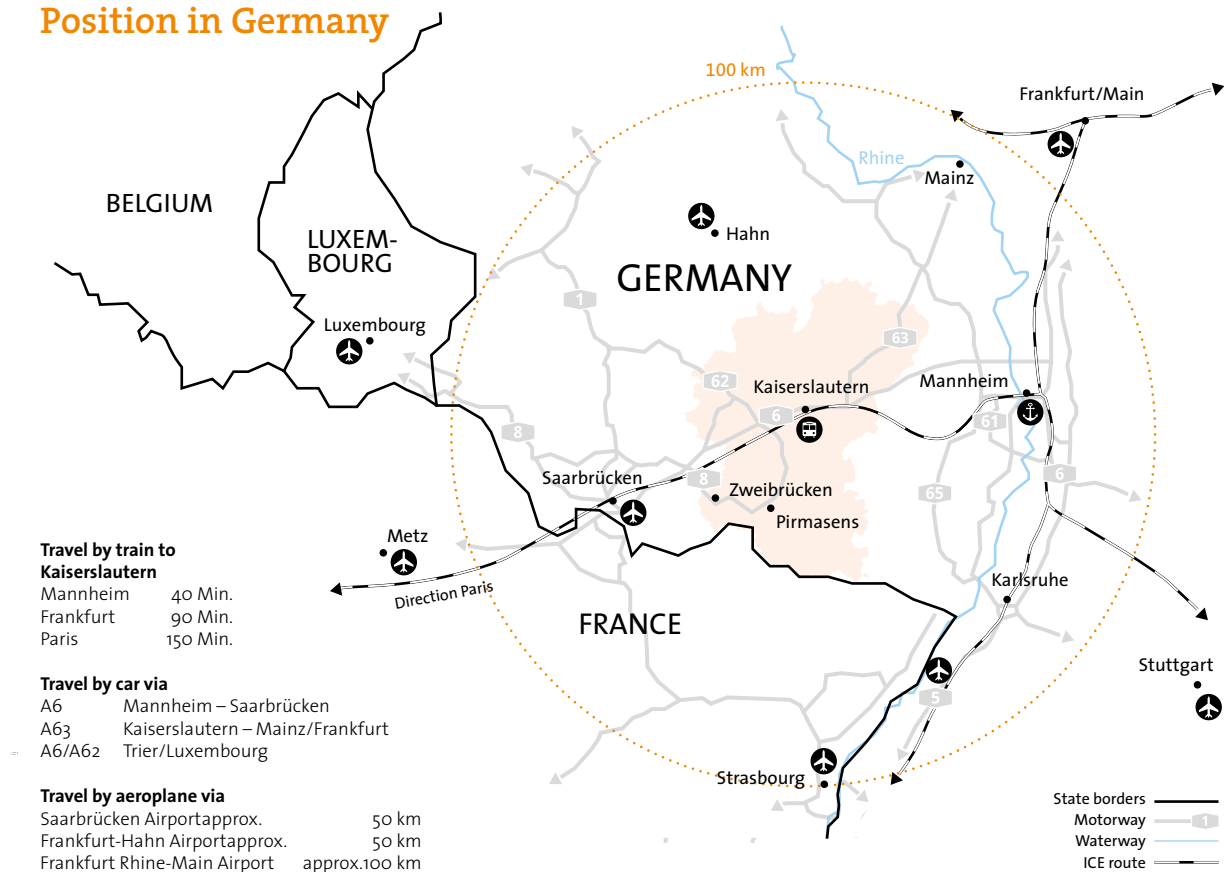 Position in Germany
100 km
Frankfurt/Main
Rhine
Mainz
BELGIUM
LUXEM-
BOURG
Hahn
GERMANY
1
Luxembourg
63
62
Kaiserslautern
Mannheim
6
61
8
Saarbrücken
8
Zweibrücken
65
6
Pirmasens
Metz
Direction Paris
Karlsruhe
FRANCE
Stuttgart
5
Strasbourg
Travel by train to
Kaiserslautern
Mannheim 40 Min.
Frankfurt 90 Min.
Paris 150 Min.
Travel by car via
A6 Mannheim – Saarbrücken
A63 Kaiserslautern – Mainz/Frankfurt
A6/A62 Trier/Luxembourg
Travel by aeroplane via
Saarbrücken Airportapprox. 50 km
Frankfurt-Hahn Airportapprox. 50 km
Frankfurt Rhine-Main Airport approx.100 km
State borders
Motorway 1
Waterway
ICE route